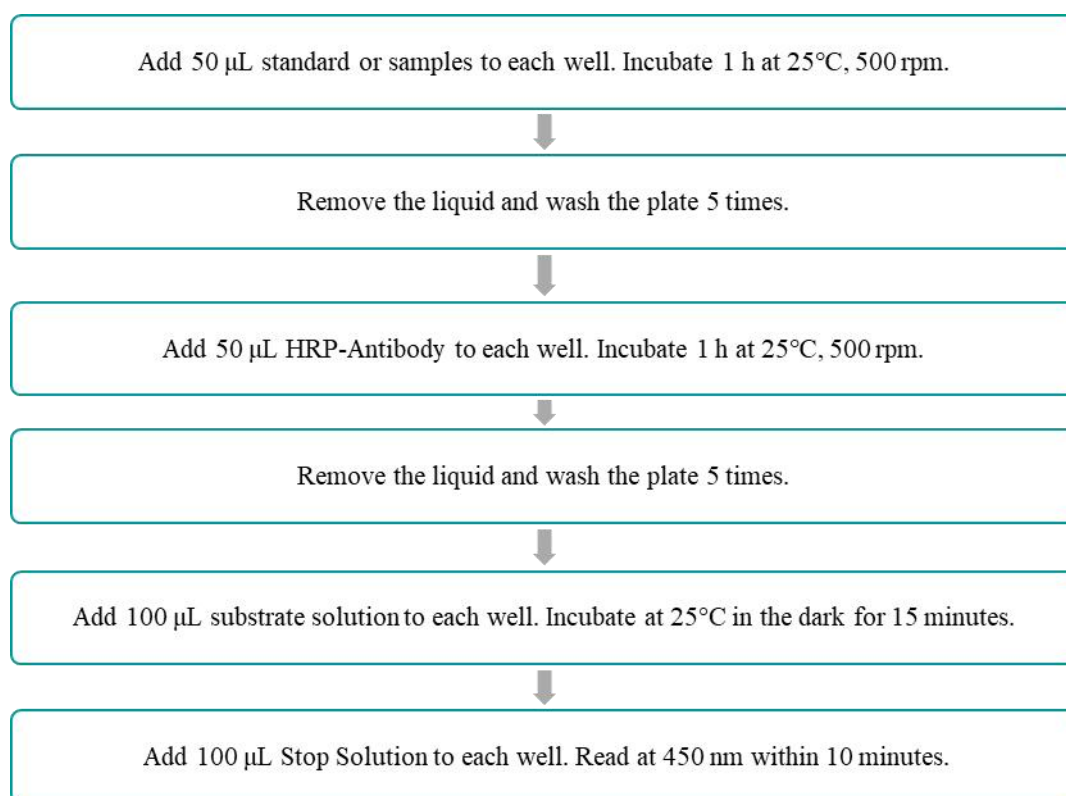 Add 50 μL standard or samples to each well. Incubate 1 h at 25℃, 500 rpm.
Remove the liquid and wash the plate 5 times.
Add 50 μL HRP-Antibody to each well. Incubate 1 h at 25℃, 500 rpm.
Remove the liquid and wash the plate 5 times.
Add 100 μL substrate solution to each well. Incubate at 25°C in the dark for 15 minutes.
Add 100 μL Stop Solution to each well. Read at 450 nm within 10 minutes.